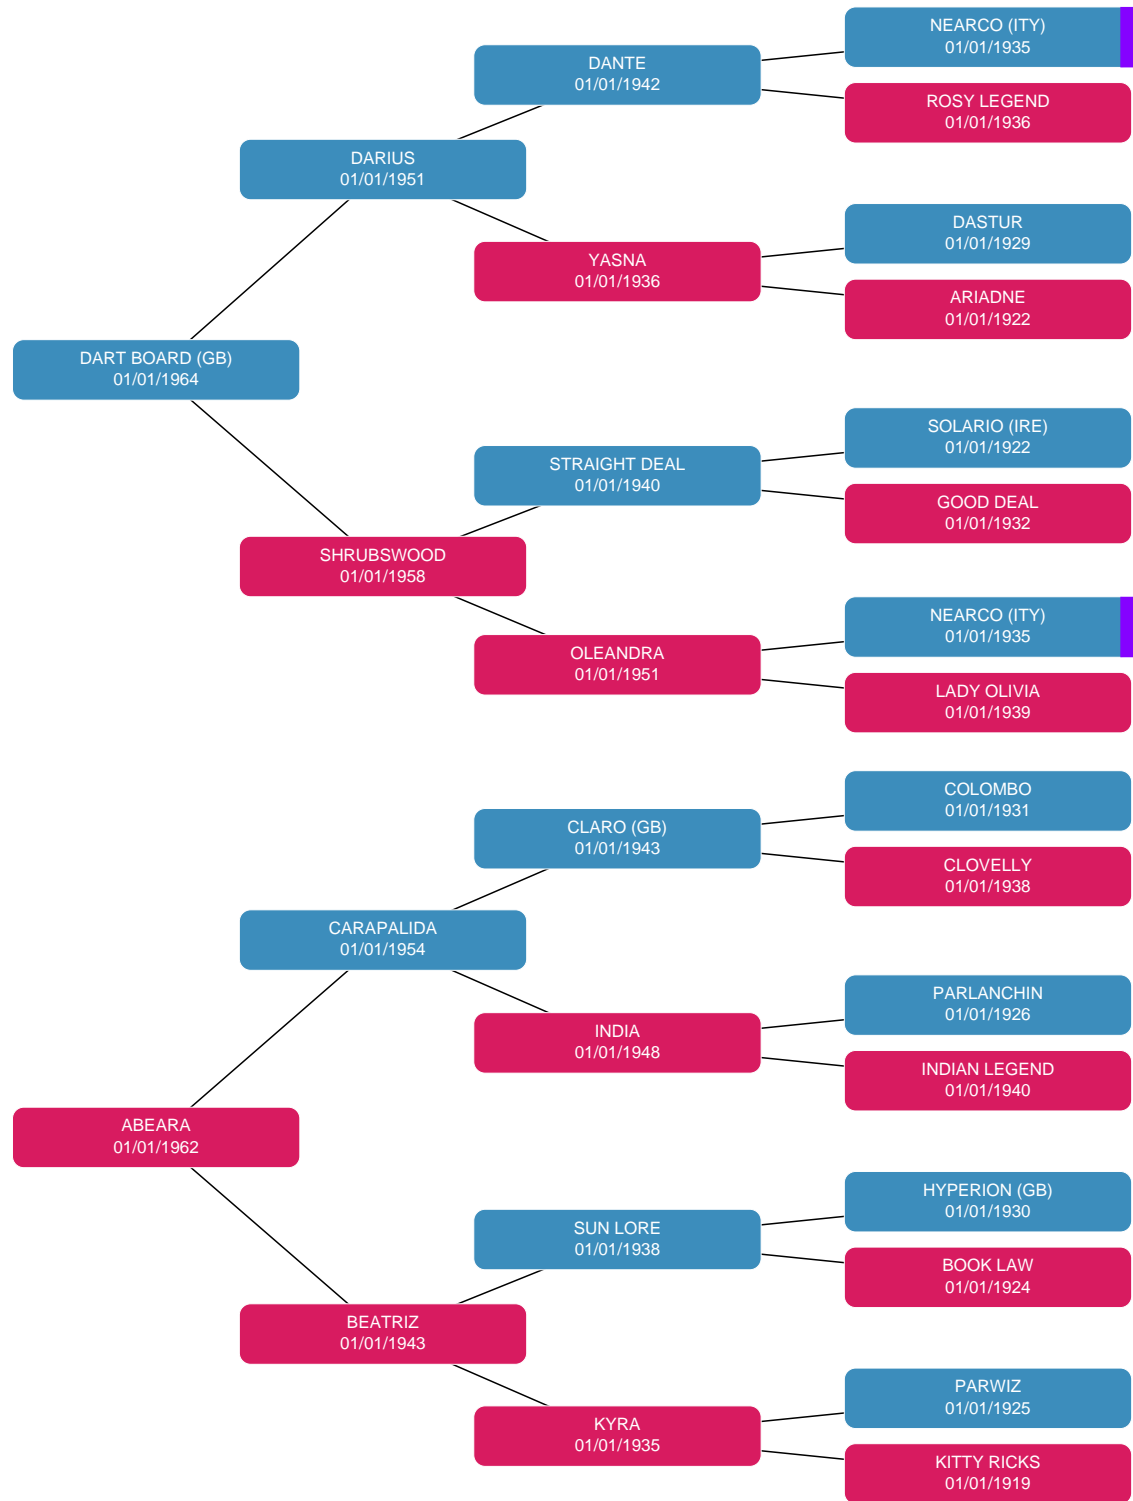 NEARCO (ITY)
01/01/1935
DANTE
01/01/1942
ROSY LEGEND
01/01/1936
DARIUS
01/01/1951
DASTUR
01/01/1929
YASNA
01/01/1936
ARIADNE
01/01/1922
DART BOARD (GB)
01/01/1964
SOLARIO (IRE)
01/01/1922
STRAIGHT DEAL
01/01/1940
GOOD DEAL
01/01/1932
SHRUBSWOOD
01/01/1958
NEARCO (ITY)
01/01/1935
OLEANDRA
01/01/1951
LADY OLIVIA
01/01/1939
COLOMBO
01/01/1931
CLARO (GB)
01/01/1943
CLOVELLY
01/01/1938
CARAPALIDA
01/01/1954
PARLANCHIN
01/01/1926
INDIA
01/01/1948
INDIAN LEGEND
01/01/1940
ABEARA
01/01/1962
HYPERION (GB)
01/01/1930
SUN LORE
01/01/1938
BOOK LAW
01/01/1924
BEATRIZ
01/01/1943
PARWIZ
01/01/1925
KYRA
01/01/1935
KITTY RICKS
01/01/1919